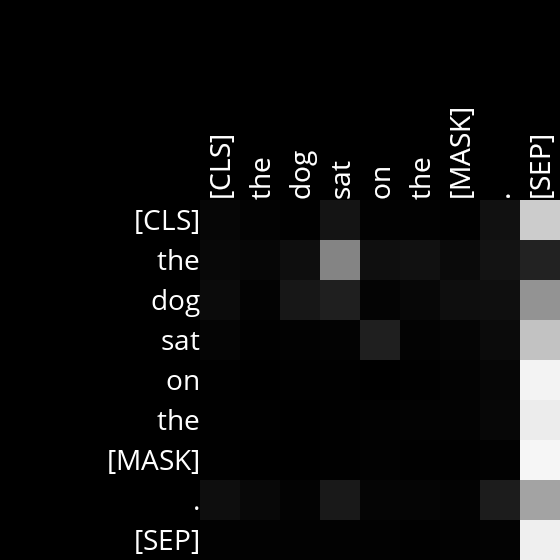 [CLS] the dog sat on the [MASK] . [SEP]
[CLS]
the
dog
sat
on
the
[MASK]
.
[SEP]